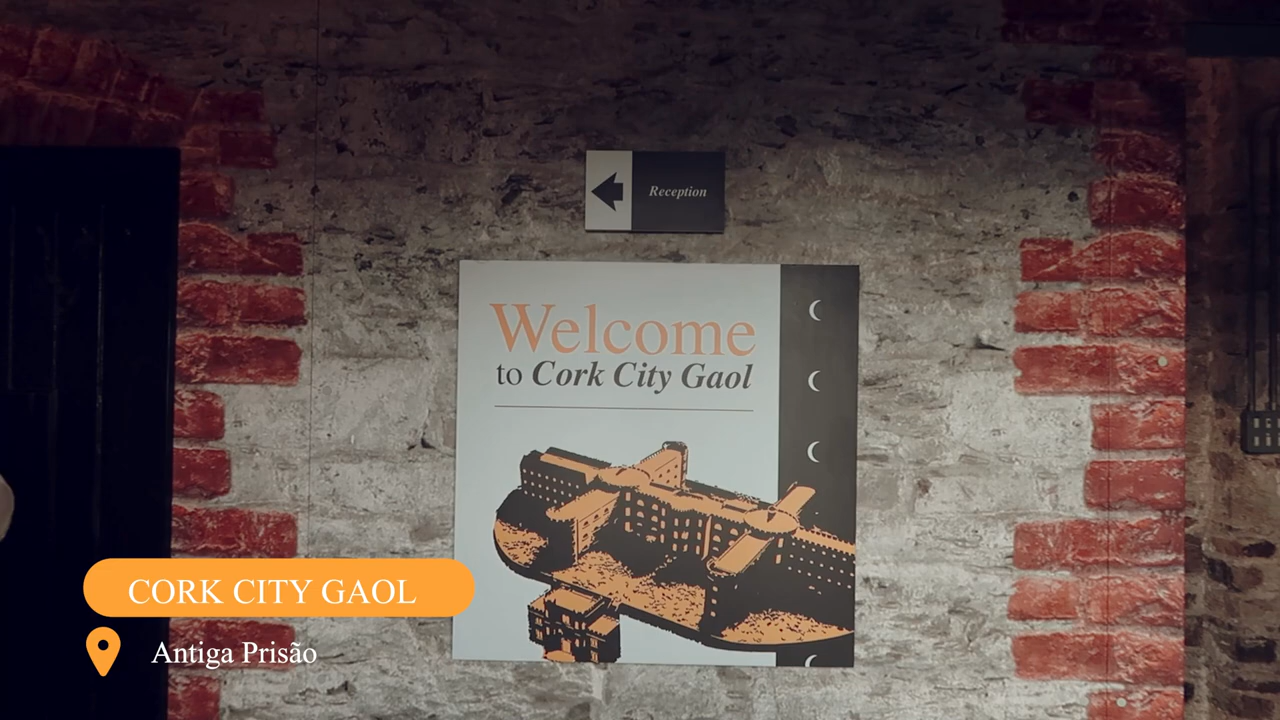 Reception
Welcome
to Cork City Gaol
CORK CITY GAOL
Antiga Prisão